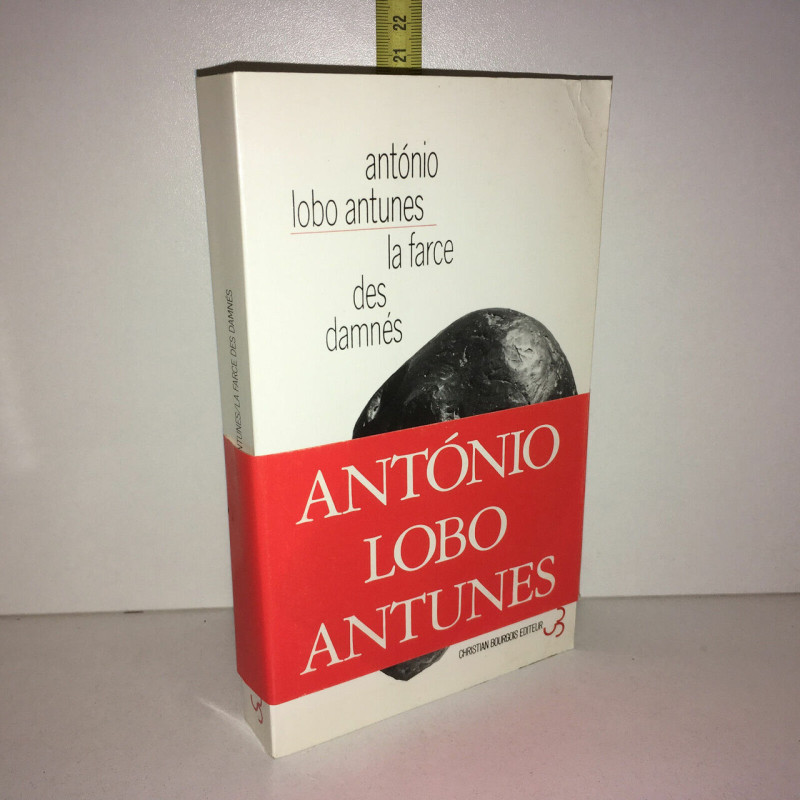 22
21
antónio
lobo antunes
la farce
des
damnés
ANTÓNIO
LOBO
ANTUNES
CHRISTIAN BOURGOIS EDITEUR
/LA FARCE DES DAMNÉS